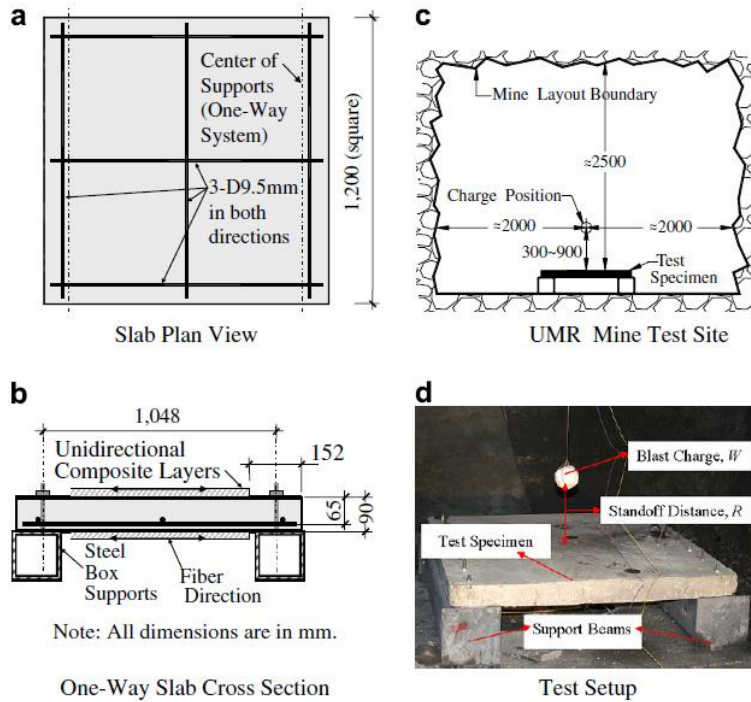 a
Center of
Supports
(One-Way
System)
3-D9.5mm
in both
directions
1,200 (square)
Slab Plan View
b
1,048
Unidirectional
Composite Layers
152
65
90
Steel
Box
Supports
Fiber
Direction
Note: All dimensions are in mm.
One-Way Slab Cross Section
c
Mine Layout Boundary
≈2500
Charge Position
≈2000
≈2000
300~900
Test
Specimen
UMR Mine Test Site
d
Blast Charge, W
Standoff Distance, R
Test Specimen
Support Beams
Test Setup